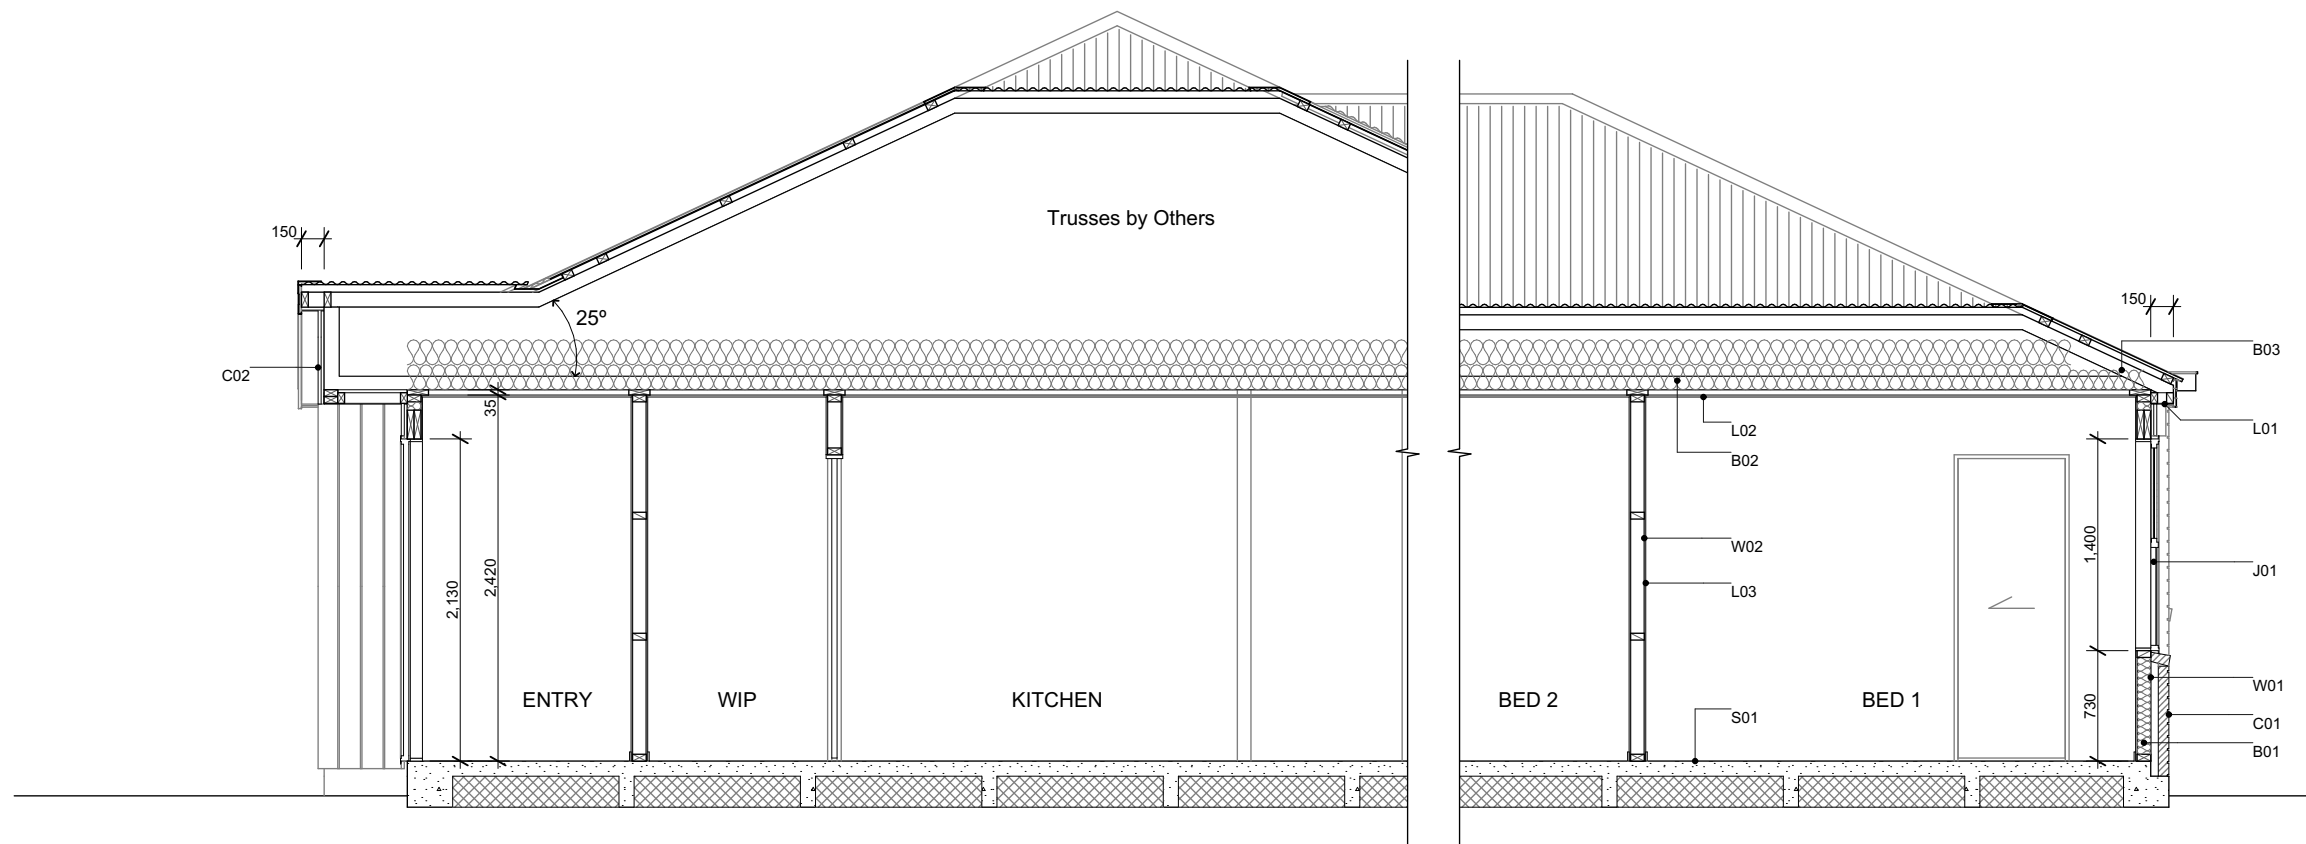 Trusses by Others
150
25º
150
B03
C02
35
L02
L01
B02
2,130
2,420
W02
L03
1,400
J01
ENTRY
WIP
KITCHEN
BED 2
BED 1
S01
730
W01
C01
B01